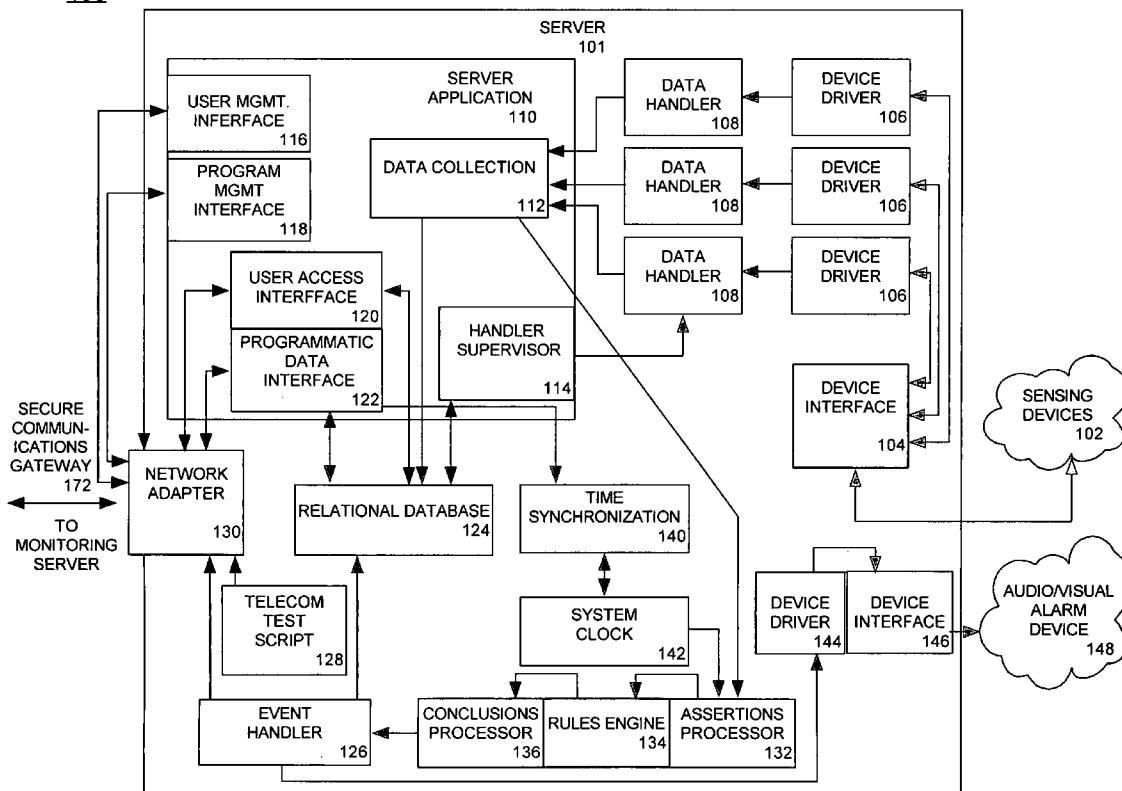 SERVER
101
SERVER
APPLICATION
110
USER MGMT.
INFERFACE
116
PROGRAM
MGMT
INTERFACE
118
DATA COLLECTION
112
DATA
HANDLER
108
DEVICE
DRIVER
106
DATA
HANDLER
108
DEVICE
DRIVER
106
DATA
HANDLER
108
DEVICE
DRIVER
106
USER ACCESS
INTERFFACE
120
PROGRAMMATIC
DATA
INTERFACE
122
HANDLER
SUPERVISOR
114
DEVICE
INTERFACE
104
SENSING
DEVICES
102
SECURE
COMMUN-
ICATIONS
GATEWAY
172
TO
MONITORING
SERVER
NETWORK
ADAPTER
130
RELATIONAL DATABASE
124
TIME
SYNCHRONIZATION
140
TELECOM
TEST
SCRIPT
128
SYSTEM
CLOCK
142
DEVICE
DRIVER
144
DEVICE
INTERFACE
146
AUDIO/VISUAL
ALARM
DEVICE
148
EVENT
HANDLER
126
CONCLUSIONS
PROCESSOR
136
RULES ENGINE
134
ASSERTIONS
PROCESSOR
132